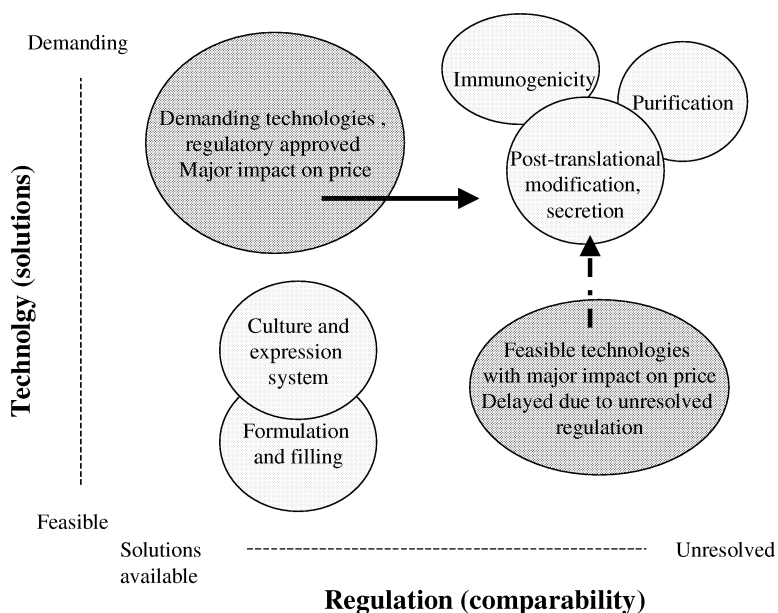 Demanding
Immunogenicity
Purification
Demanding technologies ,
regulatory approved
Major impact on price
Post-translational
modification,
secretion
Technolgy (solutions)
Culture and
expression
system
Feasible technologies
with major impact on price
Delayed due to unresolved
regulation
Formulation
and filling
Feasible
Solutions
available
Unresolved
Regulation (comparability)